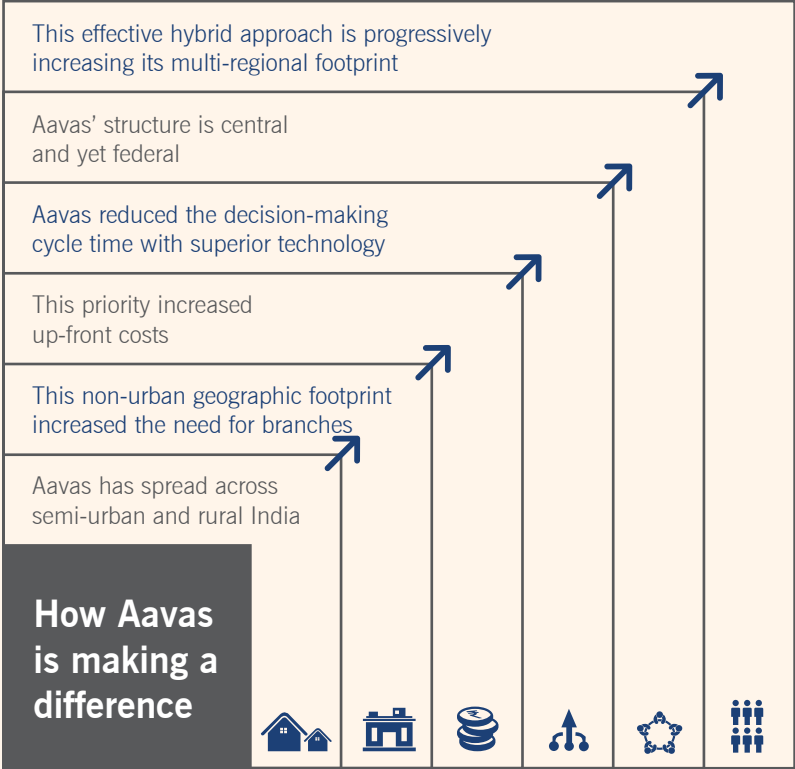 This effective hybrid approach is progressively
increasing its multi-regional footprint
Aavas’ structure is central
and yet federal
Aavas reduced the decision-making
cycle time with superior technology
This priority increased
up-front costs
This non-urban geographic footprint
increased the need for branches
Aavas has spread across
semi-urban and rural India
How Aavas
is making a
difference
₹